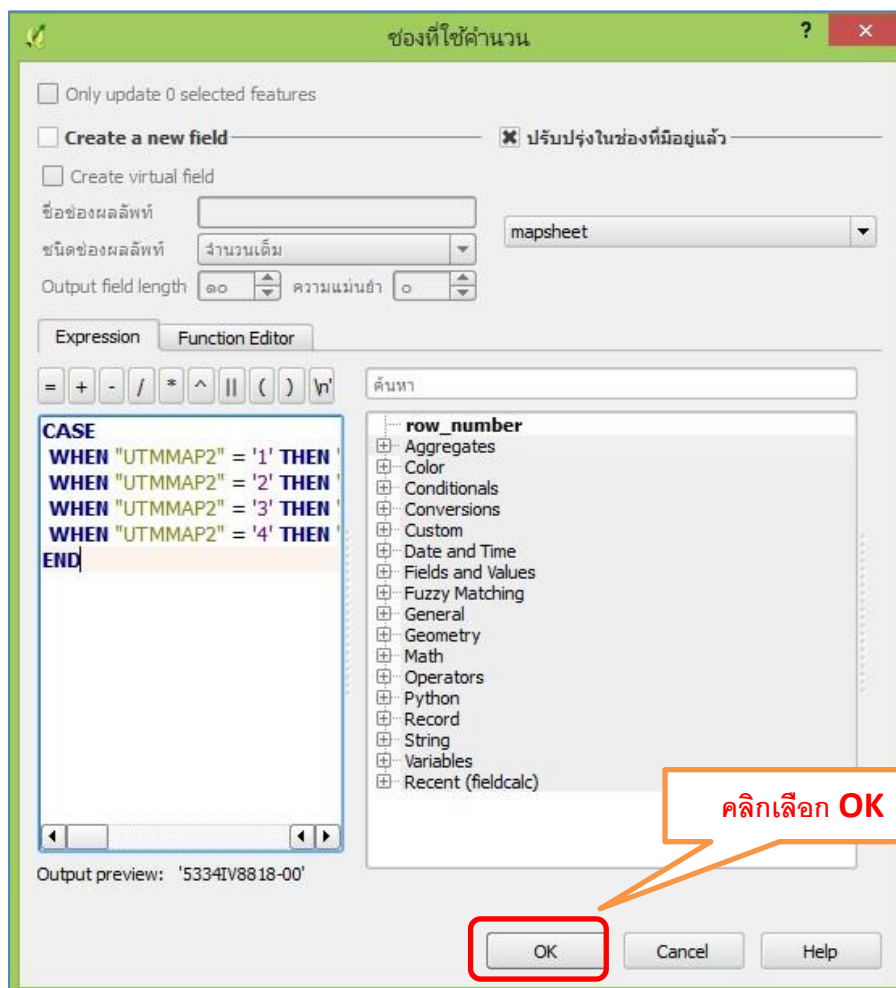 ช่องที่ใช้คำนวน
?
×
Only update 0 selected features
Create a new field
ปรับปรุ่งในช่องที่มีอยู่แล้ว
Create virtual field
ชื่อช่องผลลัพท์
mapsheet
ชนิดช่องผลลัพท์ จำนวนเต็ม
Output field length ๑๐ ความแม่นยำ ๐
Expression Function Editor
= + - / * ^ || ( ) \n'
ค้นหา
CASE
WHEN "UTMMAP2" = '1' THEN '
WHEN "UTMMAP2" = '2' THEN '
WHEN "UTMMAP2" = '3' THEN '
WHEN "UTMMAP2" = '4' THEN '
END
row_number
Aggregates
Color
Conditionals
Conversions
Custom
Date and Time
Fields and Values
Fuzzy Matching
General
Geometry
Math
Operators
Python
Record
String
Variables
Recent (fieldcalc)
คลิกเลือก OK
Output preview: '5334IV8818-00'
OK Cancel Help